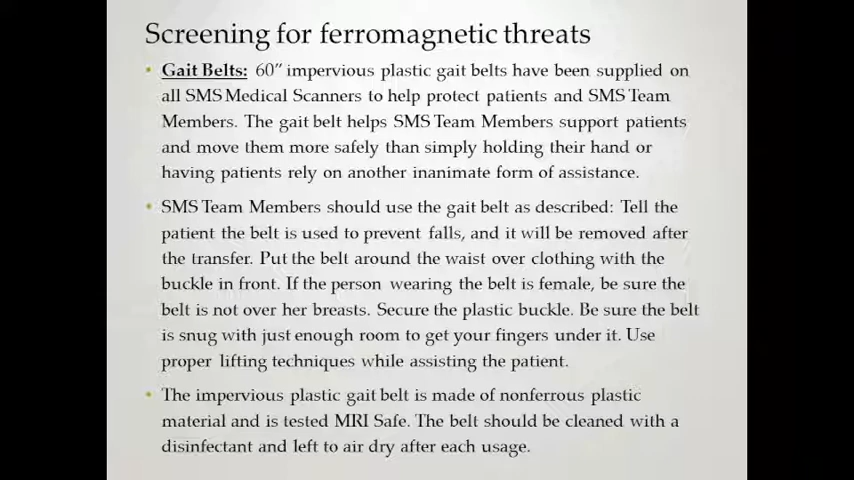 Screening for ferromagnetic threats
• Gait Belts: 60” impervious plastic gait belts have been supplied on
all SMS Medical Scanners to help protect patients and SMS Team
Members. The gait belt helps SMS Team Members support patients
and move them more safely than simply holding their hand or
having patients rely on another inanimate form of assistance.
• SMS Team Members should use the gait belt as described: Tell the
patient the belt is used to prevent falls, and it will be removed after
the transfer. Put the belt around the waist over clothing with the
buckle in front. If the person wearing the belt is female, be sure the
belt is not over her breasts. Secure the plastic buckle. Be sure the belt
is snug with just enough room to get your fingers under it. Use
proper lifting techniques while assisting the patient.
• The impervious plastic gait belt is made of nonferrous plastic
material and is tested MRI Safe. The belt should be cleaned with a
disinfectant and left to air dry after each usage.